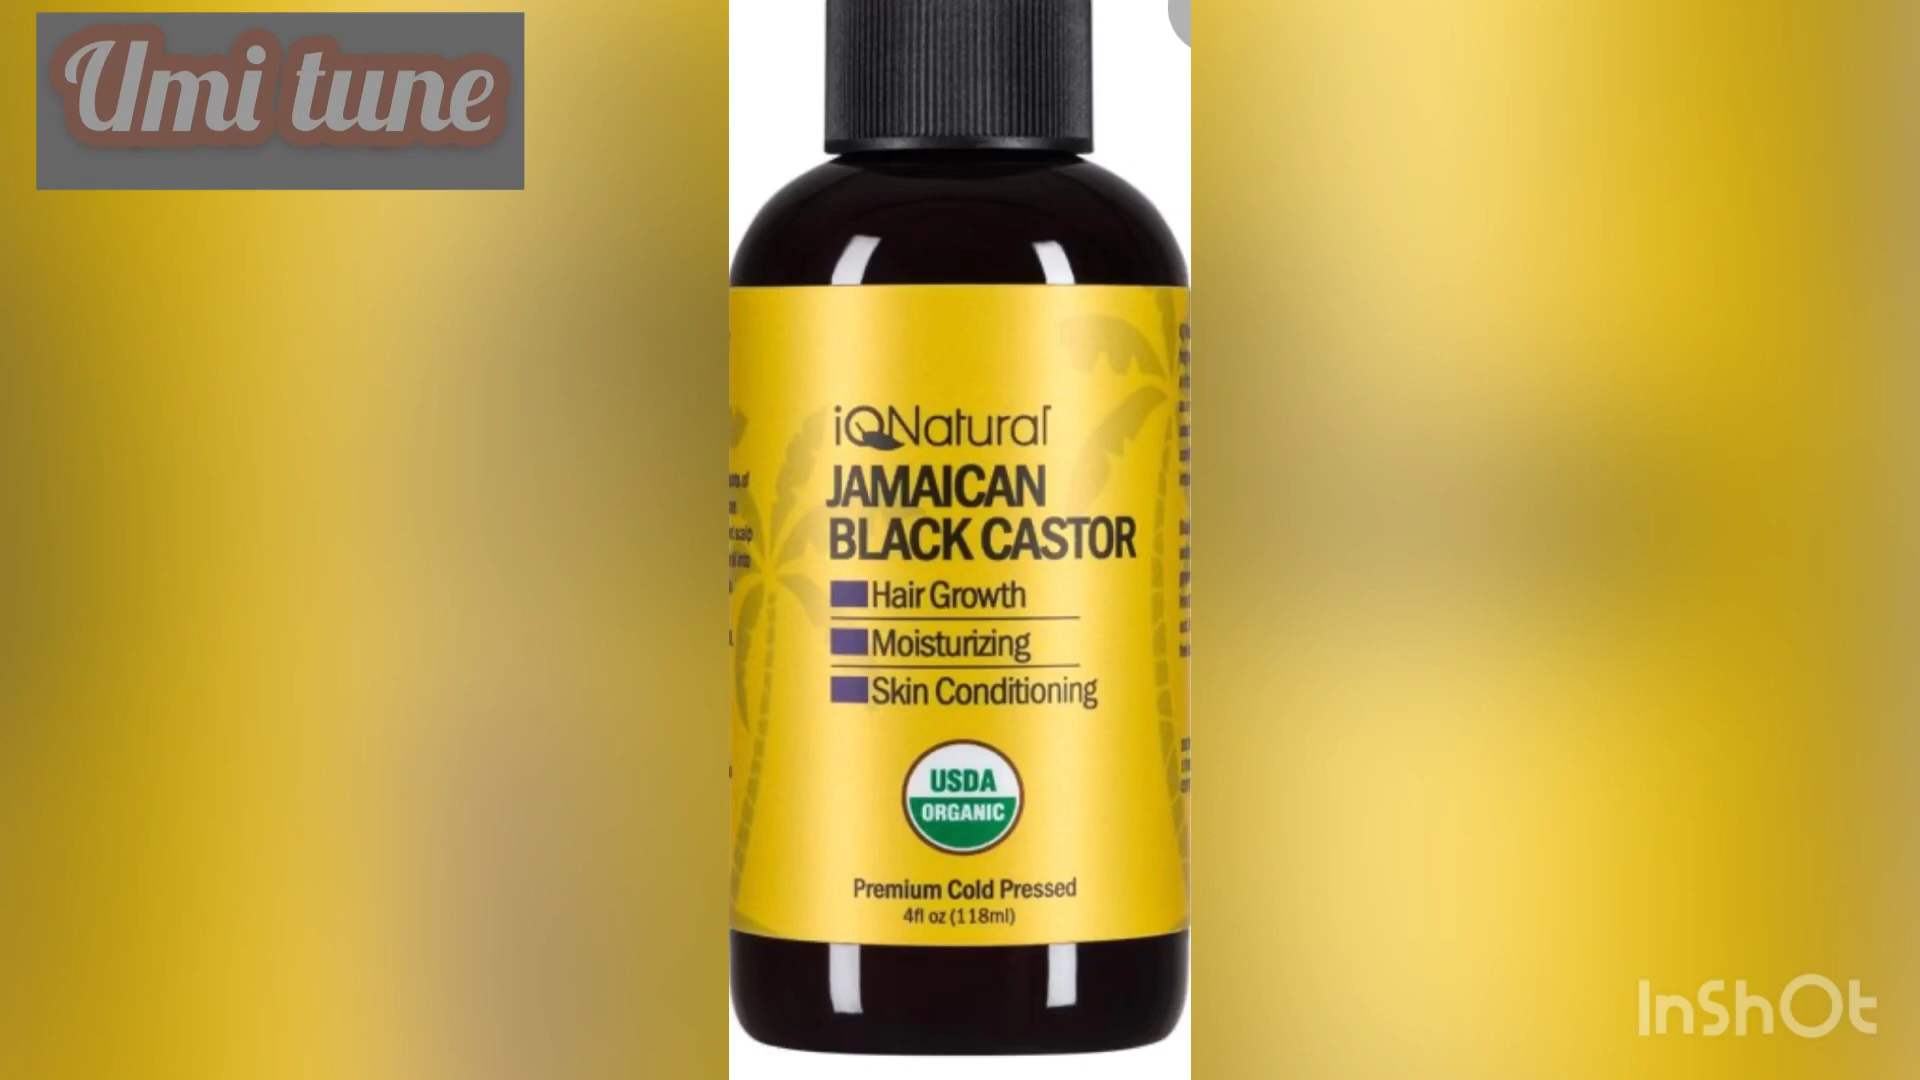 Umi tune
iQNatural
JAMAICAN
BLACK CASTOR
Hair Growth
Moisturizing
Skin Conditioning
USDA
ORGANIC
Premium Cold Pressed
4fl oz (118ml)
scalp
InShOt